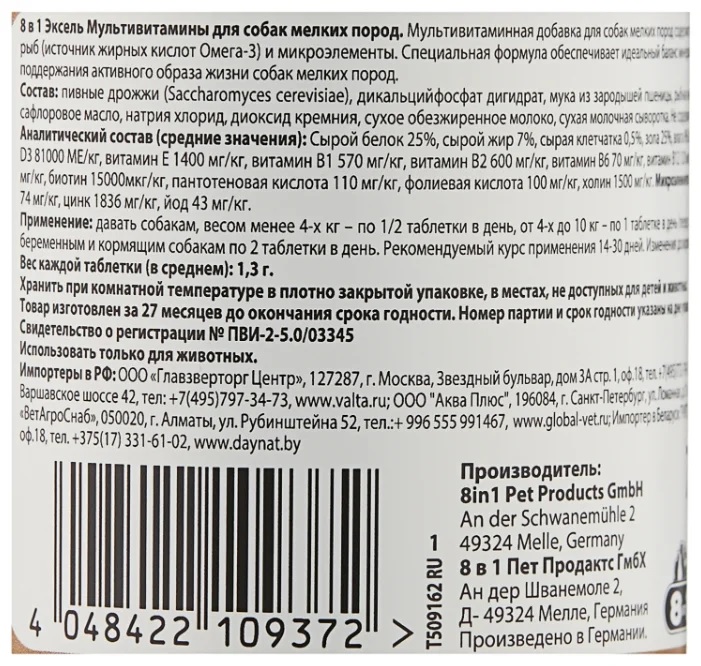 8 в 1 Эксель Мультивитамины для собак мелких пород. Мультивитаминная добавка для собак мелких пород
рыб (источник жирных кислот Омега-3) и микроэлементы. Специальная формула обеспечивает идеальный баланс
поддержания активного образа жизни собак мелких пород.
Состав: пивные дрожжи (Saccharomyces cerevisiae), дикальцийфосфат дигидрат, мука из зародышей пшеницы,
сафлоровое масло, натрия хлорид, диоксид кремния, сухое обезжиренное молоко, сухая молочная сыворотка. Не
Аналитический состав (средние значения): Сырой белок 25%, сырой жир 7%, сырая клетчатка 0,5%, зола 25%,
D3 81000 МЕ/кг, витамин Е 1400 мг/кг, витамин В1 570 мг/кг, витамин В2 600 мг/кг, витамин В6 70 мг/кг, витамин
мг/кг, биотин 15000мкг/кг, пантотеновая кислота 110 мг/кг, фолиевая кислота 100 мг/кг, холин 1500 мг/кг.
74 мг/кг, цинк 1836 мг/кг, йод 43 мг/кг.
Применение: давать собакам, весом менее 4-х кг – по 1/2 таблетки в день, от 4-х до 10 кг – по 1 таблетке в день,
беременным и кормящим собакам по 2 таблетки в день. Рекомендуемый курс применения 14-30 дней. Изменения
Вес каждой таблетки (в среднем): 1,3 г.
Хранить при комнатной температуре в плотно закрытой упаковке, в местах, не доступных для детей и животных.
Товар изготовлен за 27 месяцев до окончания срока годности. Номер партии и срок годности указаны на дне
Свидетельство о регистрации № ПВИ-2-5.0/03345
Использовать только для животных.
Импортеры в РФ: ООО «Главзверторг Центр», 127287, г. Москва, Звездный бульвар, дом 3А стр. 1, оф.18, тел.
Варшавское шоссе 42, тел: +7(495)797-34-73, www.valta.ru; ООО "Аква Плюс", 196084, г. Санкт-Петербург, ул.
«ВетАгроСнаб», 050020, г. Алматы, ул. Рубинштейна 52, тел.:+ 996 555 991467, www.global-vet.ru; Импортер в Беларуси:
оф.18, тел. +375(17) 331-61-02, www.daynat.by
Производитель:
8in1 Pet Products GmbH
An der Schwanemühle 2
49324 Melle, Germany
8 в 1 Пет Продактс ГмбХ
Ан дер Шванемоле 2,
Д- 49324 Мелле, Германия
Произведено в Германии.
T509162 RU 1
4 048422 109372 >